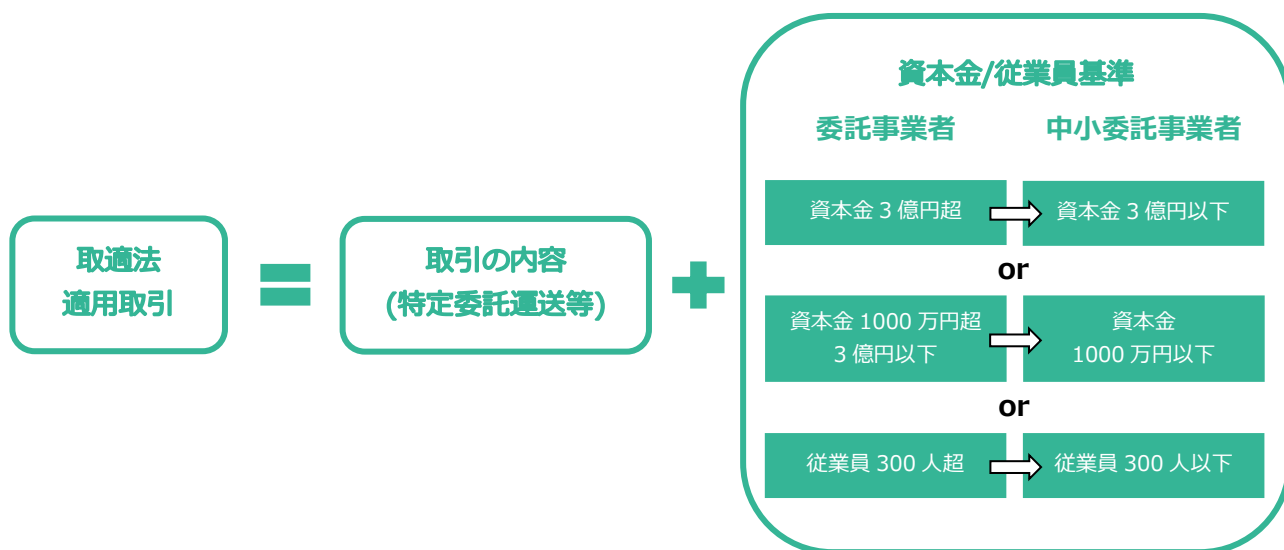 取適法
適用取引
取引の内容
(特定委託運送等)
資本金/従業員基準
委託事業者
中小委託事業者
資本金 3 億円超
資本金 3 億円以下
or
資本金 1000 万円超
3 億円以下
資本金
1000 万円以下
or
従業員 300 人超
従業員 300 人以下